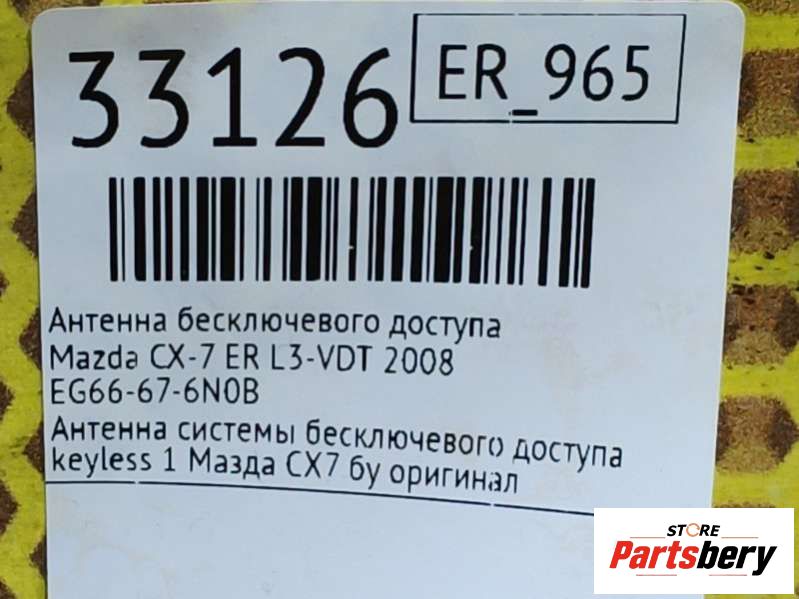 33126
ER_965
Антенна бесключевого доступа
Mazda CX-7 ER L3-VDT 2008
EG66-67-6N0B
Антенна системы бесключевого доступа
keyless 1 Мазда СХ7 бу оригинал
STORE
Partsbery